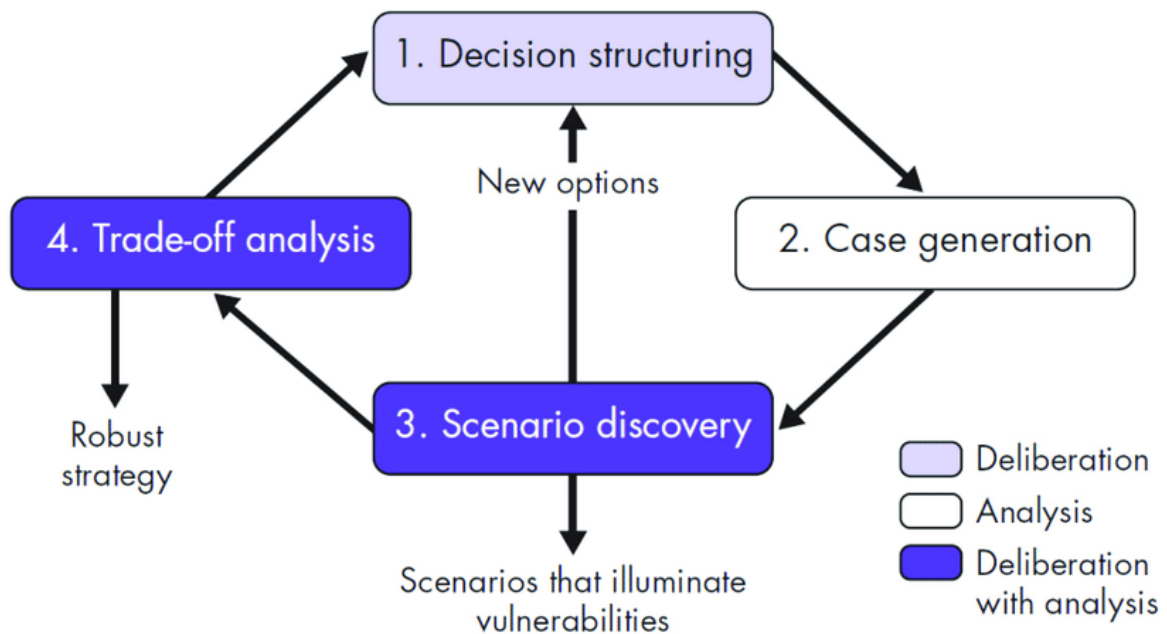 1. Decision structuring
New options
4. Trade-off analysis
2. Case generation
3. Scenario discovery
Robust
strategy
Scenarios that illuminate
vulnerabilities
Deliberation
Analysis
Deliberation
with analysis